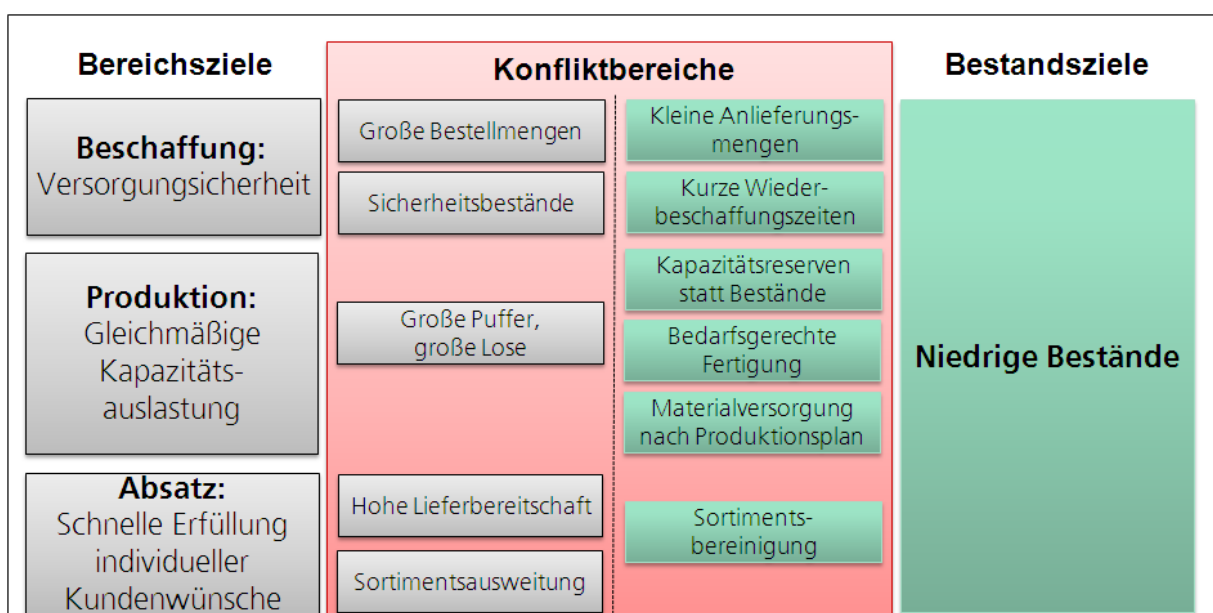 Bereichsziele
Konfliktbereiche
Bestandsziele
Beschaffung:
Versorgungsicherheit
Große Bestellmengen
Kleine Anlieferungs-
mengen
Sicherheitsbestände
Kurze Wieder-
beschaffungszeiten
Produktion:
Gleichmäßige
Kapazitäts-
auslastung
Große Puffer,
große Lose
Kapazitätsreserven
statt Bestände
Bedarfsgerechte
Fertigung
Materialversorgung
nach Produktionsplan
Absatz:
Schnelle Erfüllung
individueller
Kundenwünsche
Hohe Lieferbereitschaft
Sortimentsausweitung
Sortiments-
bereinigung
Niedrige Bestände